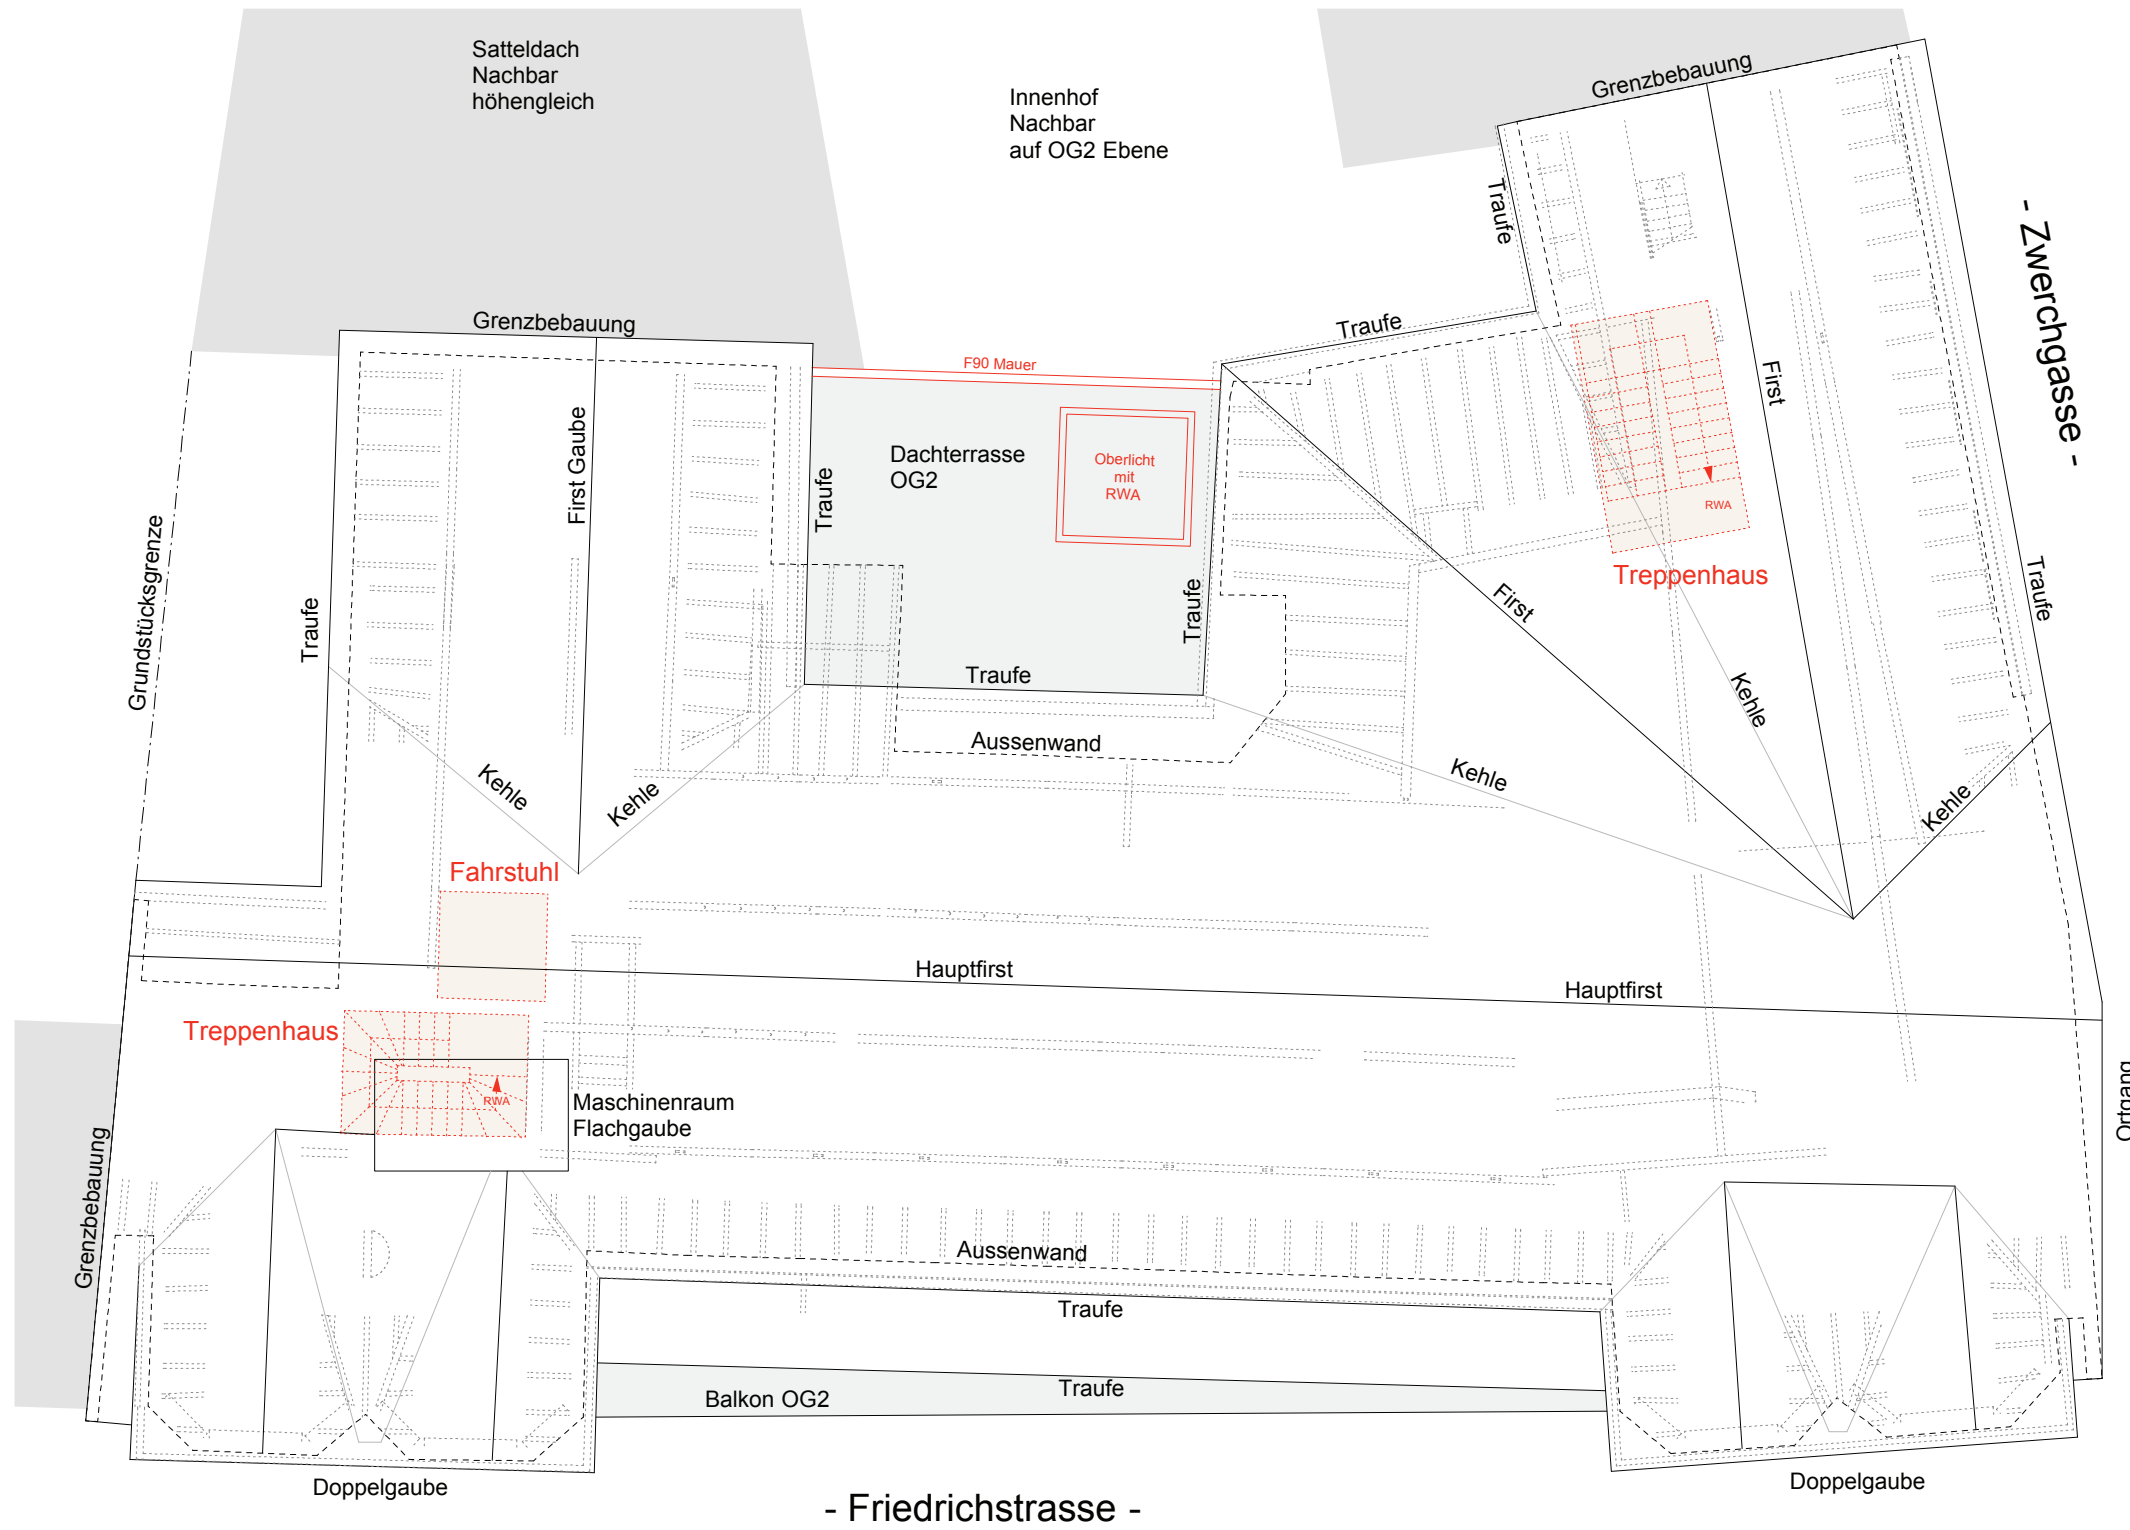 Satteldach
Nachbar
höhengleich
Innenhof
Nachbar
auf OG2 Ebene
Grenzbebauung
Traufe
- Zwerchgasse -
Grenzbebauung
Traufe
F90 Mauer
First
First Gaube
Dachterrasse
OG2
Oberlicht
mit
RWA
Traufe
RWA
Treppenhaus
Grundstücksgrenze
Traufe
Traufe
First
Traufe
Traufe
Kehle
Aussenwand
Kehle
Kehle
Kehle
Kehle
Fahrstuhl
Hauptfirst
Hauptfirst
Treppenhaus
RWA
Maschinenraum
Flachgaube
Ortgang
Grenzbebauung
Aussenwand
Traufe
Traufe
Balkon OG2
Doppelgaube
Doppelgaube
- Friedrichstrasse -